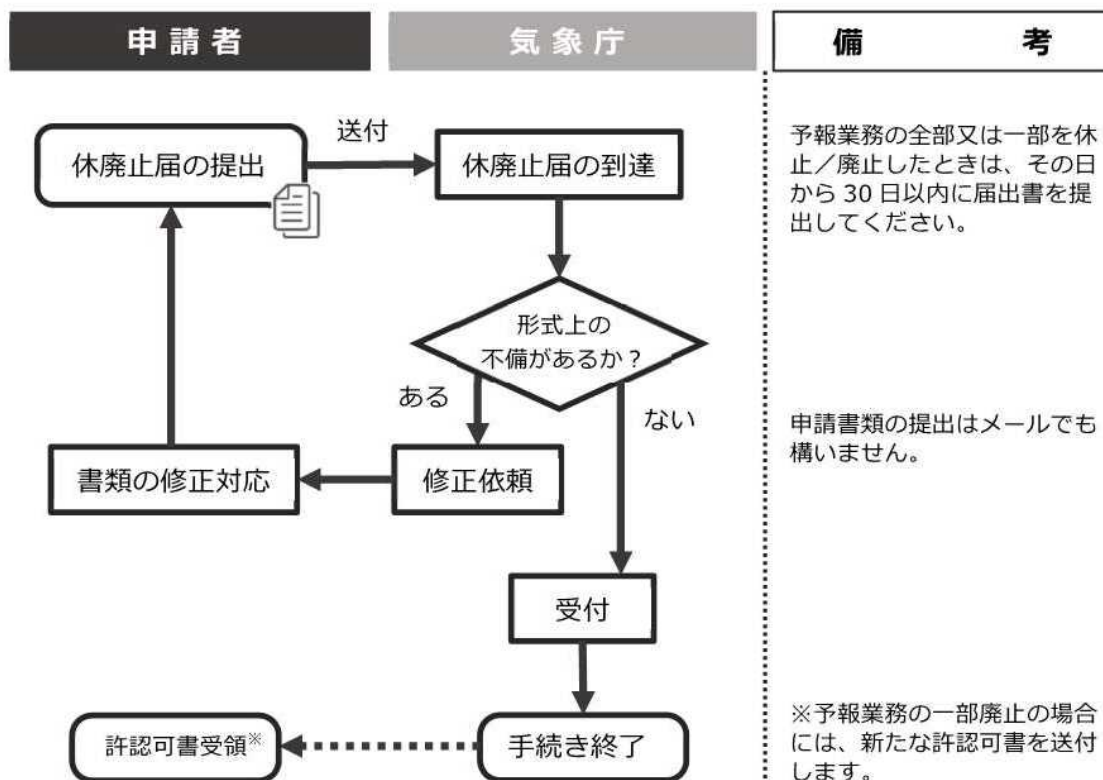 申請者
気象庁
備考
送付
休廃止届の提出
休廃止届の到達
予報業務の全部又は一部を休
止／廃止したときは、その日
から 30 日以内に届出書を提
出してください。
形式上の
不備があるか？
ある
ない
申請書類の提出はメールでも
構いません。
書類の修正対応
修正依頼
受付
許認可書受領※
手続き終了
※予報業務の一部廃止の場合
には、新たな許認可書を送付
します。